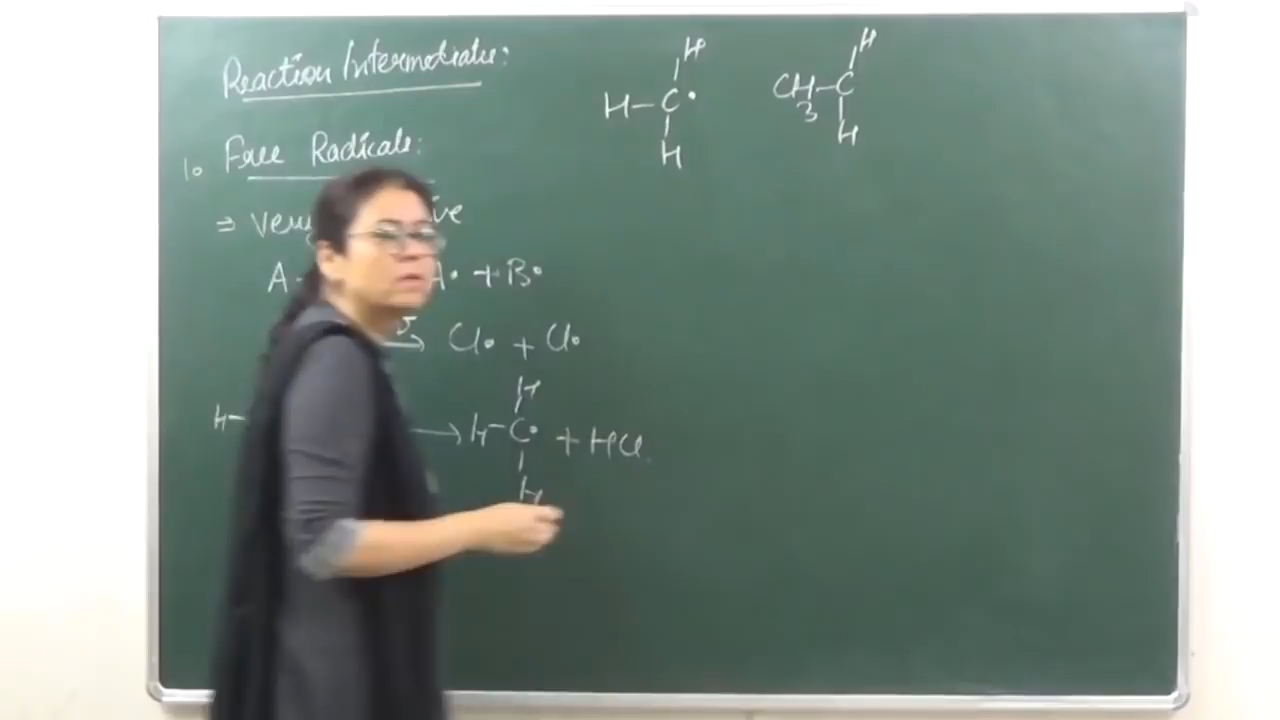 Reaction Intermediates:
1. Free Radicals:
⇒ Very ive
A· A• + B•
→ Cl• + Cl•
H
H– → H–C• + HCl
H
H
H–C•
H
H
CH3–C
H